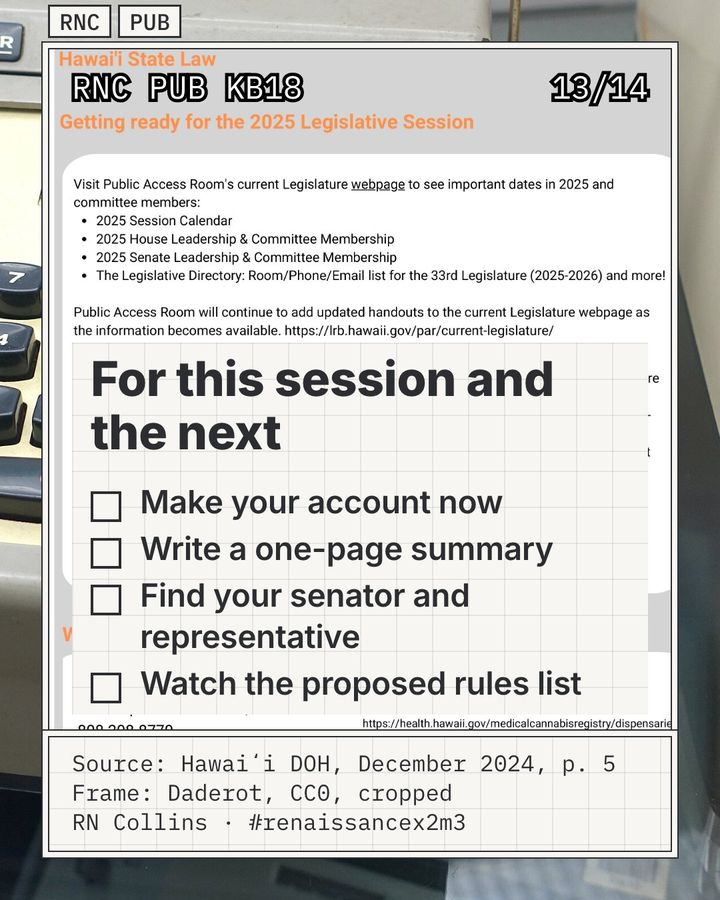 RNC PUB
Hawai'i State Law
RNC PUB KB18 13/14
Getting ready for the 2025 Legislative Session
Visit Public Access Room's current Legislature webpage to see important dates in 2025 and
committee members:
• 2025 Session Calendar
• 2025 House Leadership & Committee Membership
• 2025 Senate Leadership & Committee Membership
• The Legislative Directory: Room/Phone/Email list for the 33rd Legislature (2025-2026) and more!
Public Access Room will continue to add updated handouts to the current Legislature webpage as
the information becomes available. https://lrb.hawaii.gov/par/current-legislature/
For this session and
the next
☐ Make your account now
☐ Write a one-page summary
☐ Find your senator and
representative
☐ Watch the proposed rules list
https://health.hawaii.gov/medicalcannabisregistry/dispensarie
Source: Hawaiʻi DOH, December 2024, p. 5
Frame: Daderot, CC0, cropped
RN Collins · #renaissancex2m3
7